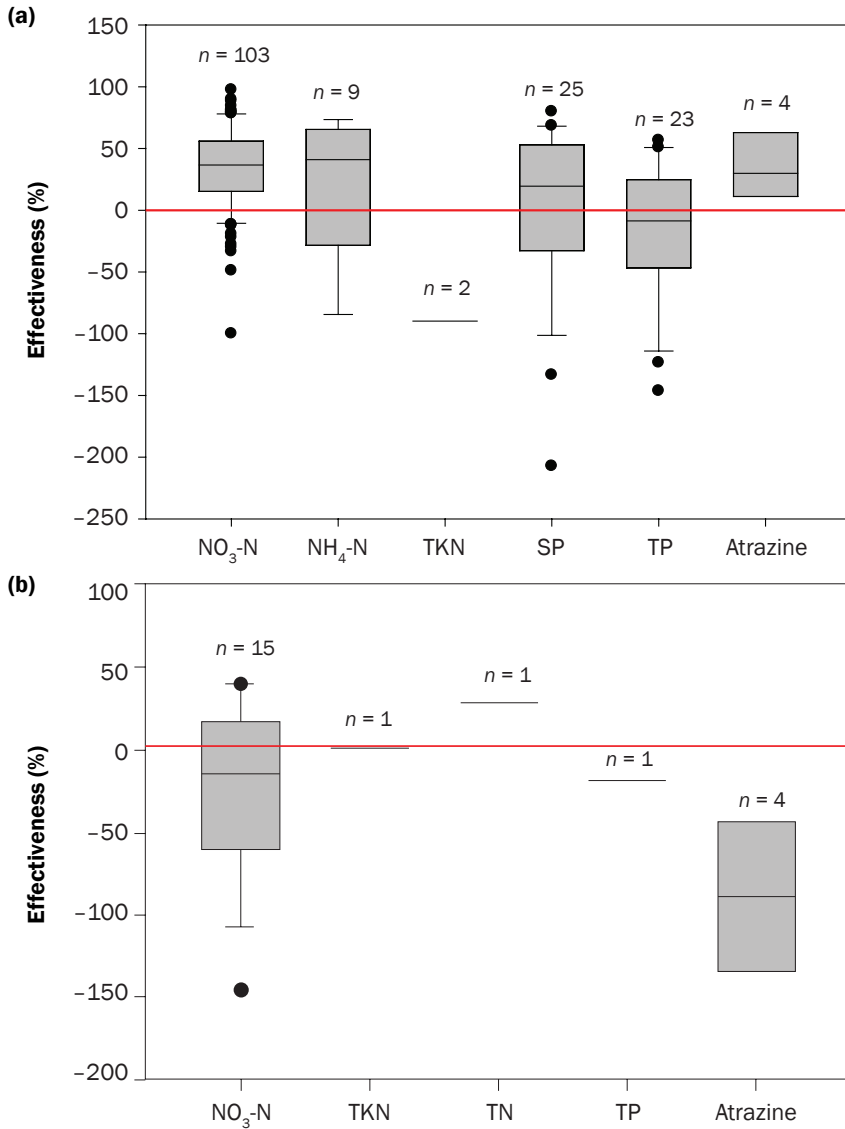 (a)
150
n = 103
100
n = 9
n = 25
n = 4
n = 23
50
0
Effectiveness (%)
–50
n = 2
–100
–150
–200
–250
NO3-N NH4-N TKN SP TP Atrazine
(b)
100
n = 15
50
n = 1
n = 1
0
n = 1
Effectiveness (%)
–50
n = 4
–100
–150
–200
NO3-N TKN TN TP Atrazine